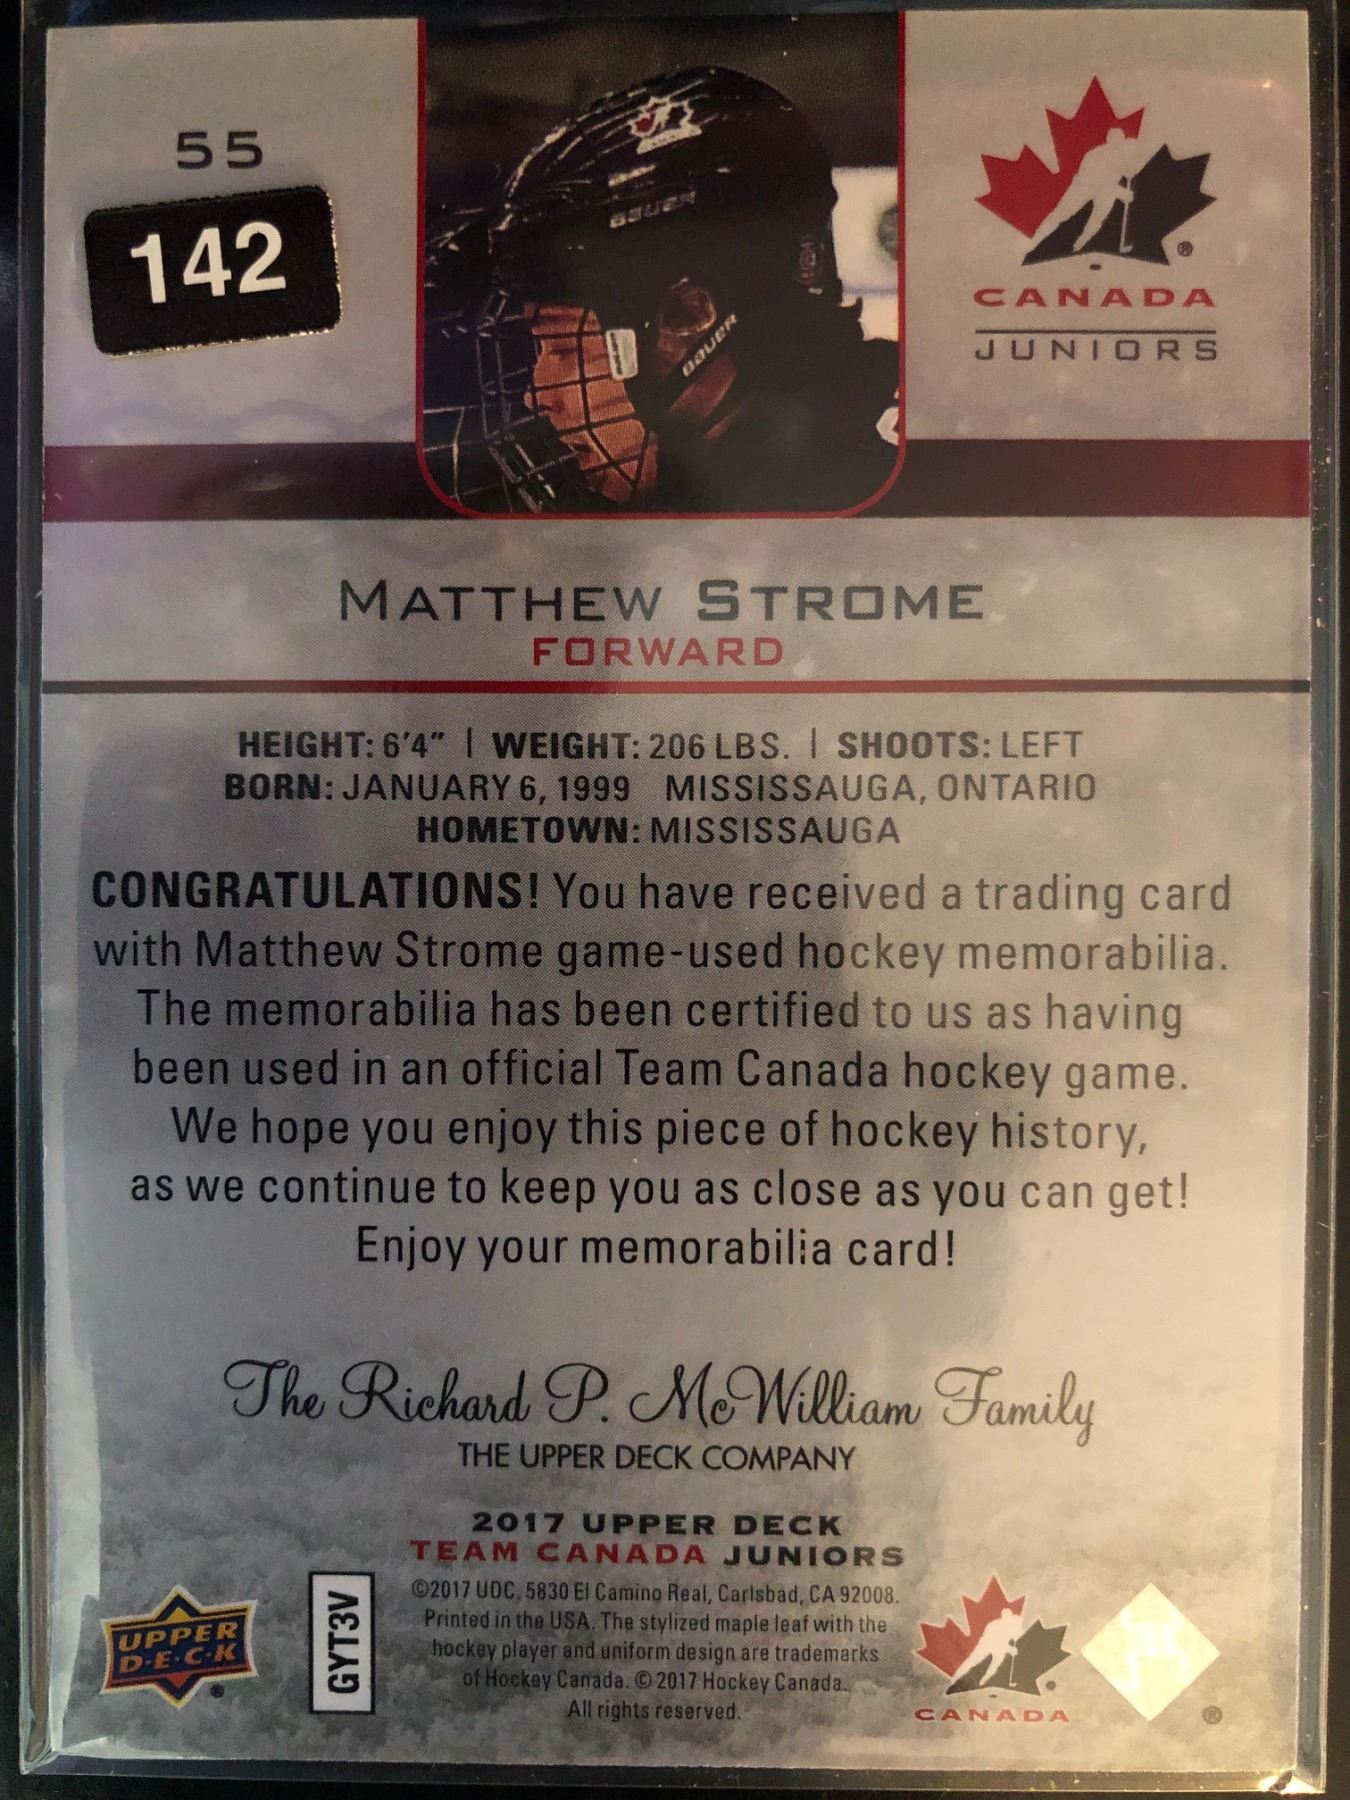 55
142
BAUER
BAUER
®
CANADA
JUNIORS
MATTHEW STROME
FORWARD
HEIGHT: 6'4" | WEIGHT: 206 LBS. | SHOOTS: LEFT
BORN: JANUARY 6, 1999 MISSISSAUGA, ONTARIO
HOMETOWN: MISSISSAUGA
CONGRATULATIONS! You have received a trading card
with Matthew Strome game-used hockey memorabilia.
The memorabilia has been certified to us as having
been used in an official Team Canada hockey game.
We hope you enjoy this piece of hockey history,
as we continue to keep you as close as you can get!
Enjoy your memorabilia card!
The Richard P. McWilliam Family
THE UPPER DECK COMPANY
2017 UPPER DECK
TEAM CANADA JUNIORS
©2017 UDC, 5830 El Camino Real, Carlsbad, CA 92008.
Printed in the USA. The stylized maple leaf with the
hockey player and uniform design are trademarks
of Hockey Canada. © 2017 Hockey Canada.
All rights reserved.
UPPER
D·E·C·K
GYT3V
CANADA
®